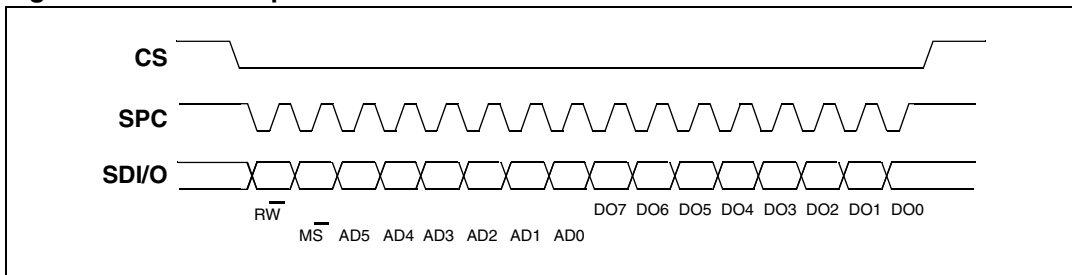 CS
SPC
SDI/O
RW̅ DO7 DO6 DO5 DO4 DO3 DO2 DO1 DO0
MS̅ AD5 AD4 AD3 AD2 AD1 AD0